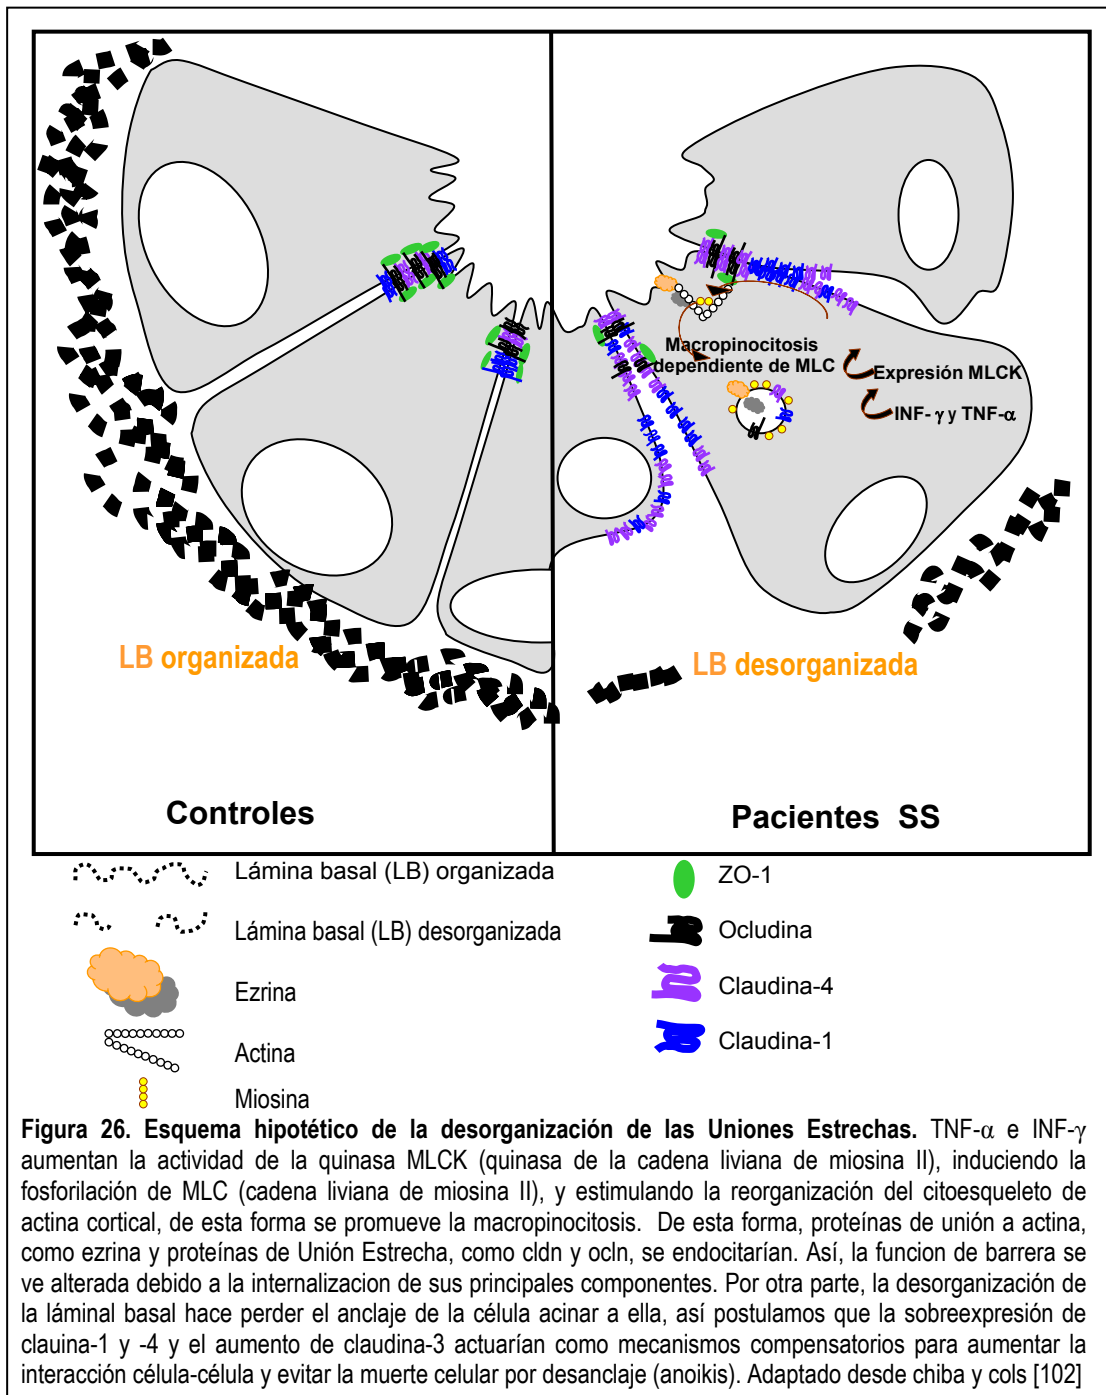 Macropinocitosis
dependiente de MLC
Expresión MLCK
INF- γ y TNF-α
LB organizada
LB desorganizada
Controles
Pacientes SS
Lámina basal (LB) organizada
Lámina basal (LB) desorganizada
Ezrina
Actina
Miosina
ZO-1
Ocludina
Claudina-4
Claudina-1
Figura 26. Esquema hipotético de la desorganización de las Uniones Estrechas. TNF-α e INF-γ
aumentan la actividad de la quinasa MLCK (quinasa de la cadena liviana de miosina II), induciendo la
fosforilación de MLC (cadena liviana de miosina II), y estimulando la reorganización del citoesqueleto de
actina cortical, de esta forma se promueve la macropinocitosis. De esta forma, proteínas de unión a actina,
como ezrina y proteínas de Unión Estrecha, como cldn y ocln, se endocitarían. Así, la funcion de barrera se
ve alterada debido a la internalizacion de sus principales componentes. Por otra parte, la desorganización de
la láminal basal hace perder el anclaje de la célula acinar a ella, así postulamos que la sobreexpresión de
clauina-1 y -4 y el aumento de claudina-3 actuarían como mecanismos compensatorios para aumentar la
interacción célula-célula y evitar la muerte celular por desanclaje (anoikis). Adaptado desde chiba y cols [102]